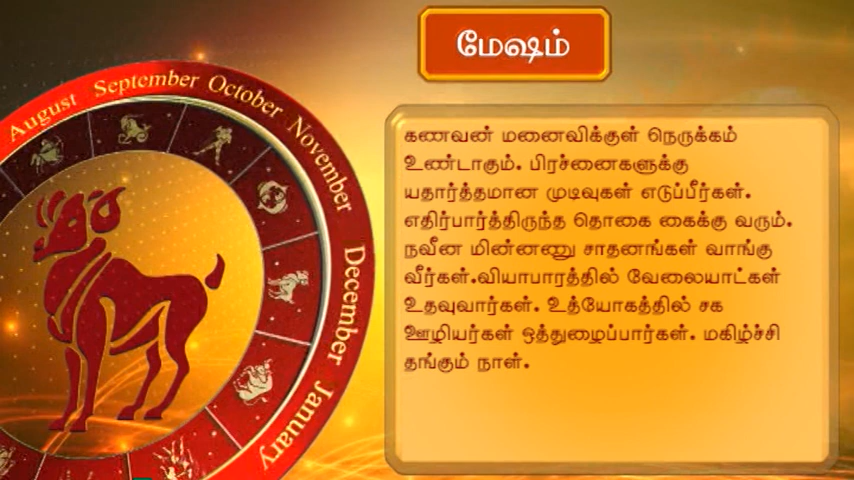 மேஷம்
August September October November December January
கணவன் மனைவிக்குள் நெருக்கம்
உண்டாகும். பிரச்னைகளுக்கு
யதார்த்தமான முடிவுகள் எடுப்பீர்கள்.
எதிர்பார்த்திருந்த தொகை கைக்கு வரும்.
நவீன மின்னணு சாதனங்கள் வாங்கு
வீர்கள்.வியாபாரத்தில் வேலையாட்கள்
உதவுவார்கள். உத்யோகத்தில் சக
ஊழியர்கள் ஒத்துழைப்பார்கள். மகிழ்ச்சி
தங்கும் நாள்.